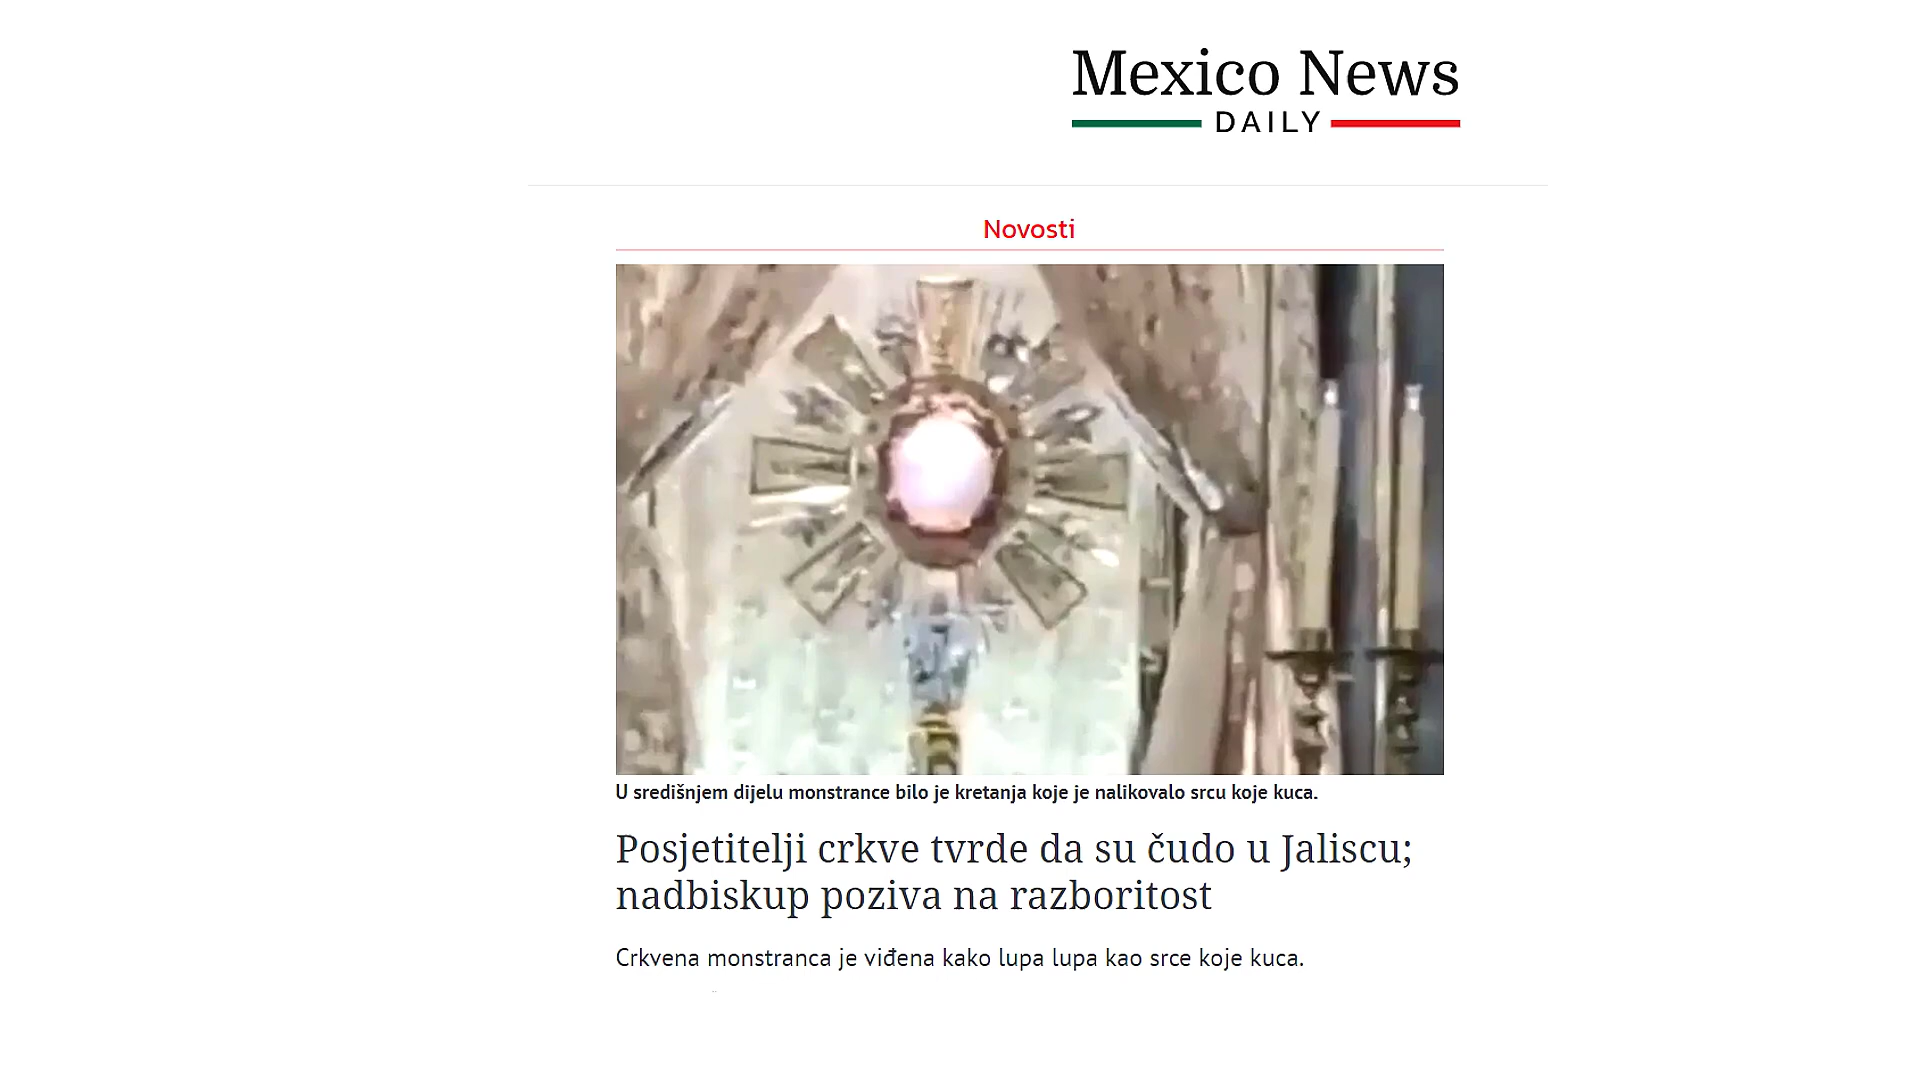 Mexico News
DAILY
Novosti
U središnjem dijelu monstrance bilo je kretanja koje je nalikovalo srcu koje kuca.
Posjetitelji crkve tvrde da su čudo u Jaliscu;
nadbiskup poziva na razboritost
Crkvena monstranca je viđena kako lupa lupa kao srce koje kuca.